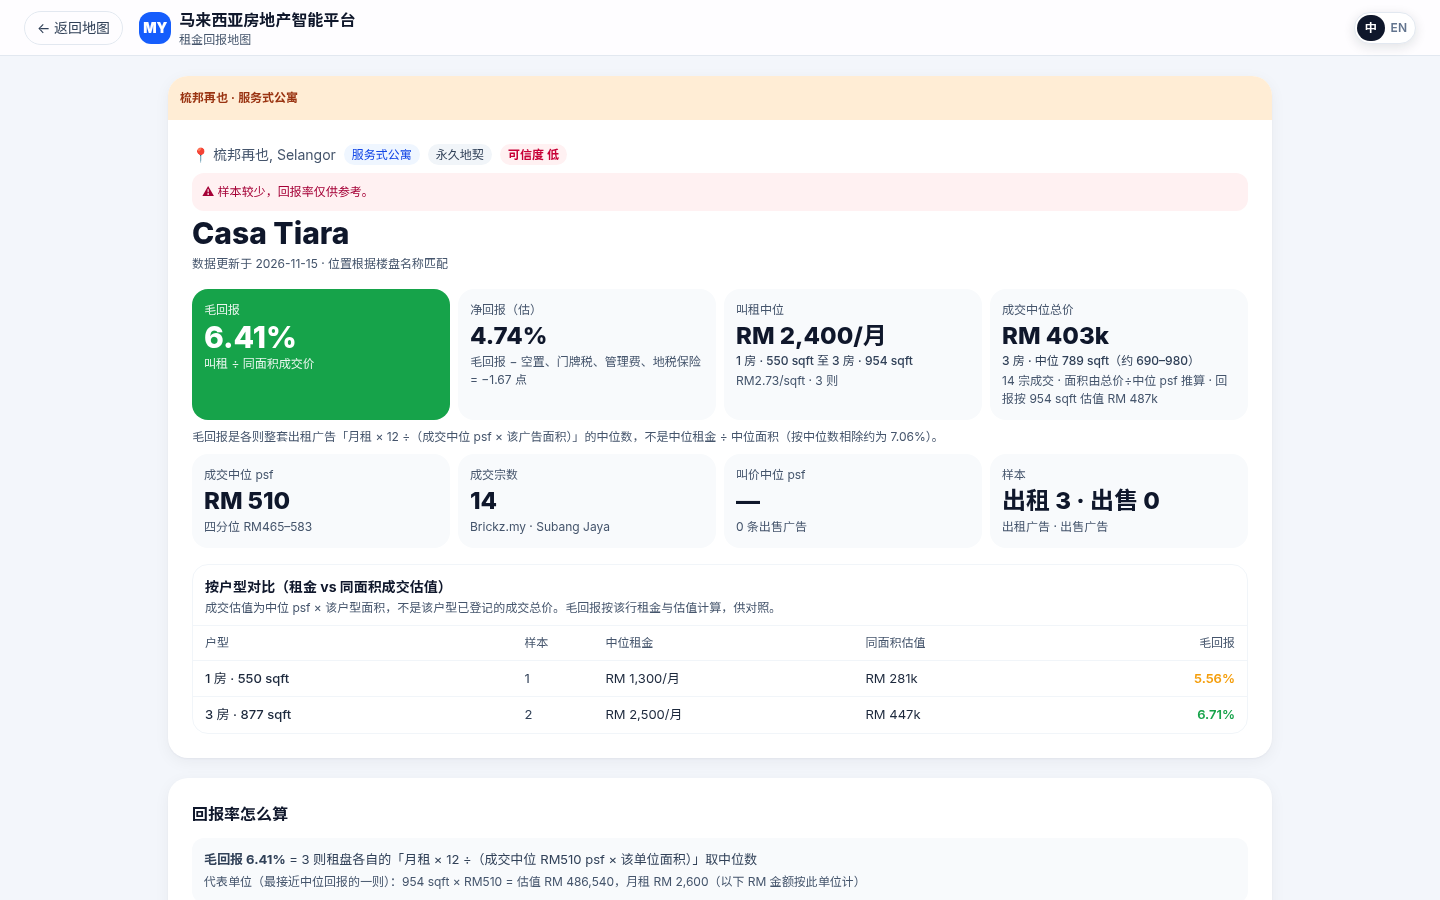 ← 返回地图
MY
马来西亚房地产智能平台
租金回报地图
中 EN
梳邦再也 · 服务式公寓
📍 梳邦再也, Selangor 服务式公寓 永久地契 可信度 低
⚠ 样本较少，回报率仅供参考。
Casa Tiara
数据更新于 2026-11-15 · 位置根据楼盘名称匹配
毛回报
6.41%
叫租 ÷ 同面积成交价
净回报（估）
4.74%
毛回报 − 空置、门牌税、管理费、地税保险
= −1.67 点
叫租中位
RM 2,400/月
1 房 · 550 sqft 至 3 房 · 954 sqft
RM2.73/sqft · 3 则
成交中位总价
RM 403k
3 房 · 中位 789 sqft（约 690–980）
14 宗成交 · 面积由总价÷中位 psf 推算 · 回
报按 954 sqft 估值 RM 487k
毛回报是各则整套出租广告「月租 × 12 ÷（成交中位 psf × 该广告面积）」的中位数，不是中位租金 ÷ 中位面积（按中位数相除约为 7.06%）。
成交中位 psf
RM 510
四分位 RM465–583
成交宗数
14
Brickz.my · Subang Jaya
叫价中位 psf
—
0 条出售广告
样本
出租 3 · 出售 0
出租广告 · 出售广告
按户型对比（租金 vs 同面积成交估值）
成交估值为中位 psf × 该户型面积，不是该户型已登记的成交总价。毛回报按该行租金与估值计算，供对照。
户型 样本 中位租金 同面积估值 毛回报
1 房 · 550 sqft 1 RM 1,300/月 RM 281k 5.56%
3 房 · 877 sqft 2 RM 2,500/月 RM 447k 6.71%
回报率怎么算
毛回报 6.41% = 3 则租盘各自的「月租 × 12 ÷（成交中位 RM510 psf × 该单位面积）」取中位数
代表单位（最接近中位回报的一则）：954 sqft × RM510 = 估值 RM 486,540，月租 RM 2,600（以下 RM 金额按此单位计）